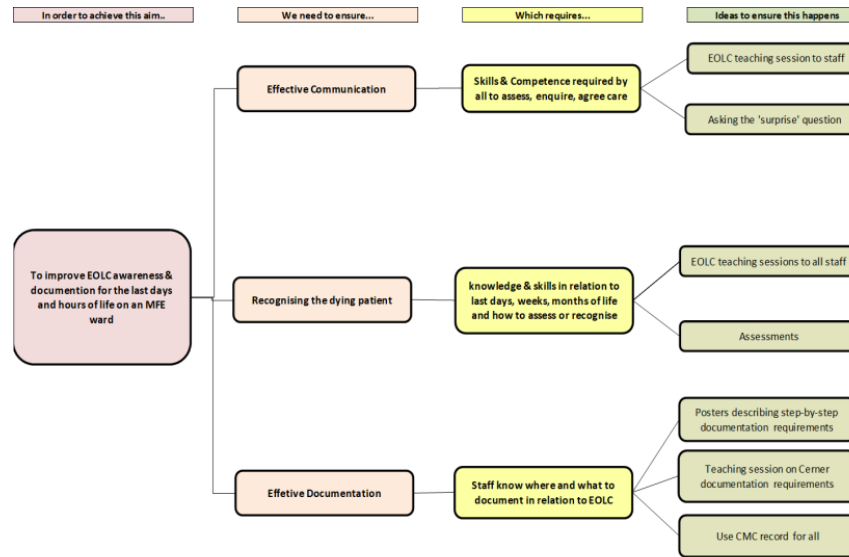 In order to achieve this aim..
We need to ensure...
Which requires...
Ideas to ensure this happens
To improve EOLC awareness &
documention for the last days
and hours of life on an MFE
ward
Effective Communication
Skills & Competence required by
all to assess, enquire, agree care
EOLC teaching session to staff
Asking the 'surprise' question
Recognising the dying patient
knowledge & skills in relation to
last days, weeks, months of life
and how to assess or recognise
EOLC teaching sessions to all staff
Assessments
Effetive Documentation
Staff know where and what to
document in relation to EOLC
Posters describing step-by-step
documentation requirements
Teaching session on Cerner
documentation requirements
Use CMC record for all